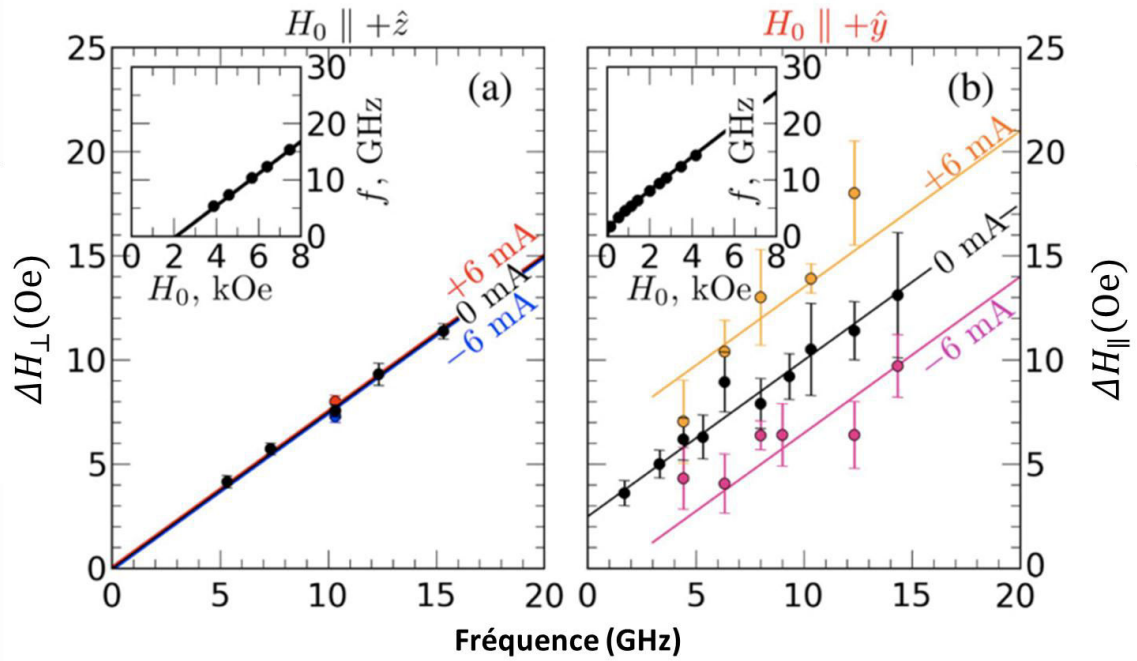 H₀ ∥ +ẑ
H₀ ∥ +ŷ
25
20
15
10
5
0
0
5
10
15
20
ΔH⊥(Oe)
(a)
30
20
10
0
0 2 4 6 8
H₀, kOe
f, GHz
+6 mA
0 mA
−6 mA
(b)
30
20
10
0
0 2 4 6 8
H₀, kOe
f, GHz
+6 mA
0 mA
−6 mA
0
5
10
15
20
25
20
15
10
5
0
ΔH∥(Oe)
Fréquence (GHz)